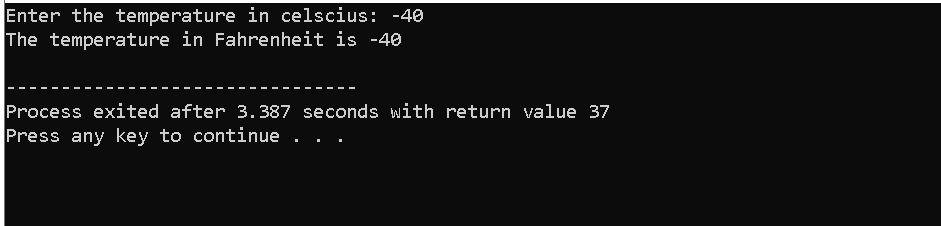 Enter the temperature in celscius: -40
The temperature in Fahrenheit is -40
--------------------------------
Process exited after 3.387 seconds with return value 37
Press any key to continue . . .